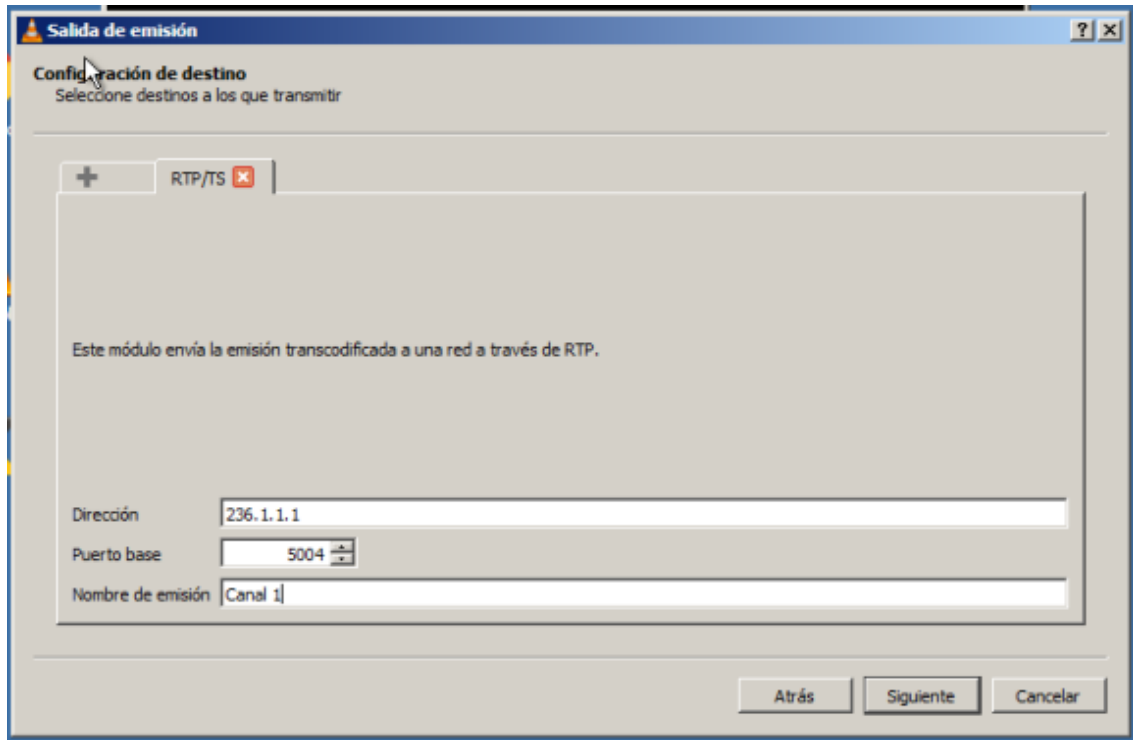 Salida de emisión
Configuración de destino
Seleccione destinos a los que transmitir
RTP/TS
Este módulo envía la emisión transcodificada a una red a través de RTP.
Dirección 236.1.1.1
Puerto base 5004
Nombre de emisión Canal 1
Atrás Siguiente Cancelar